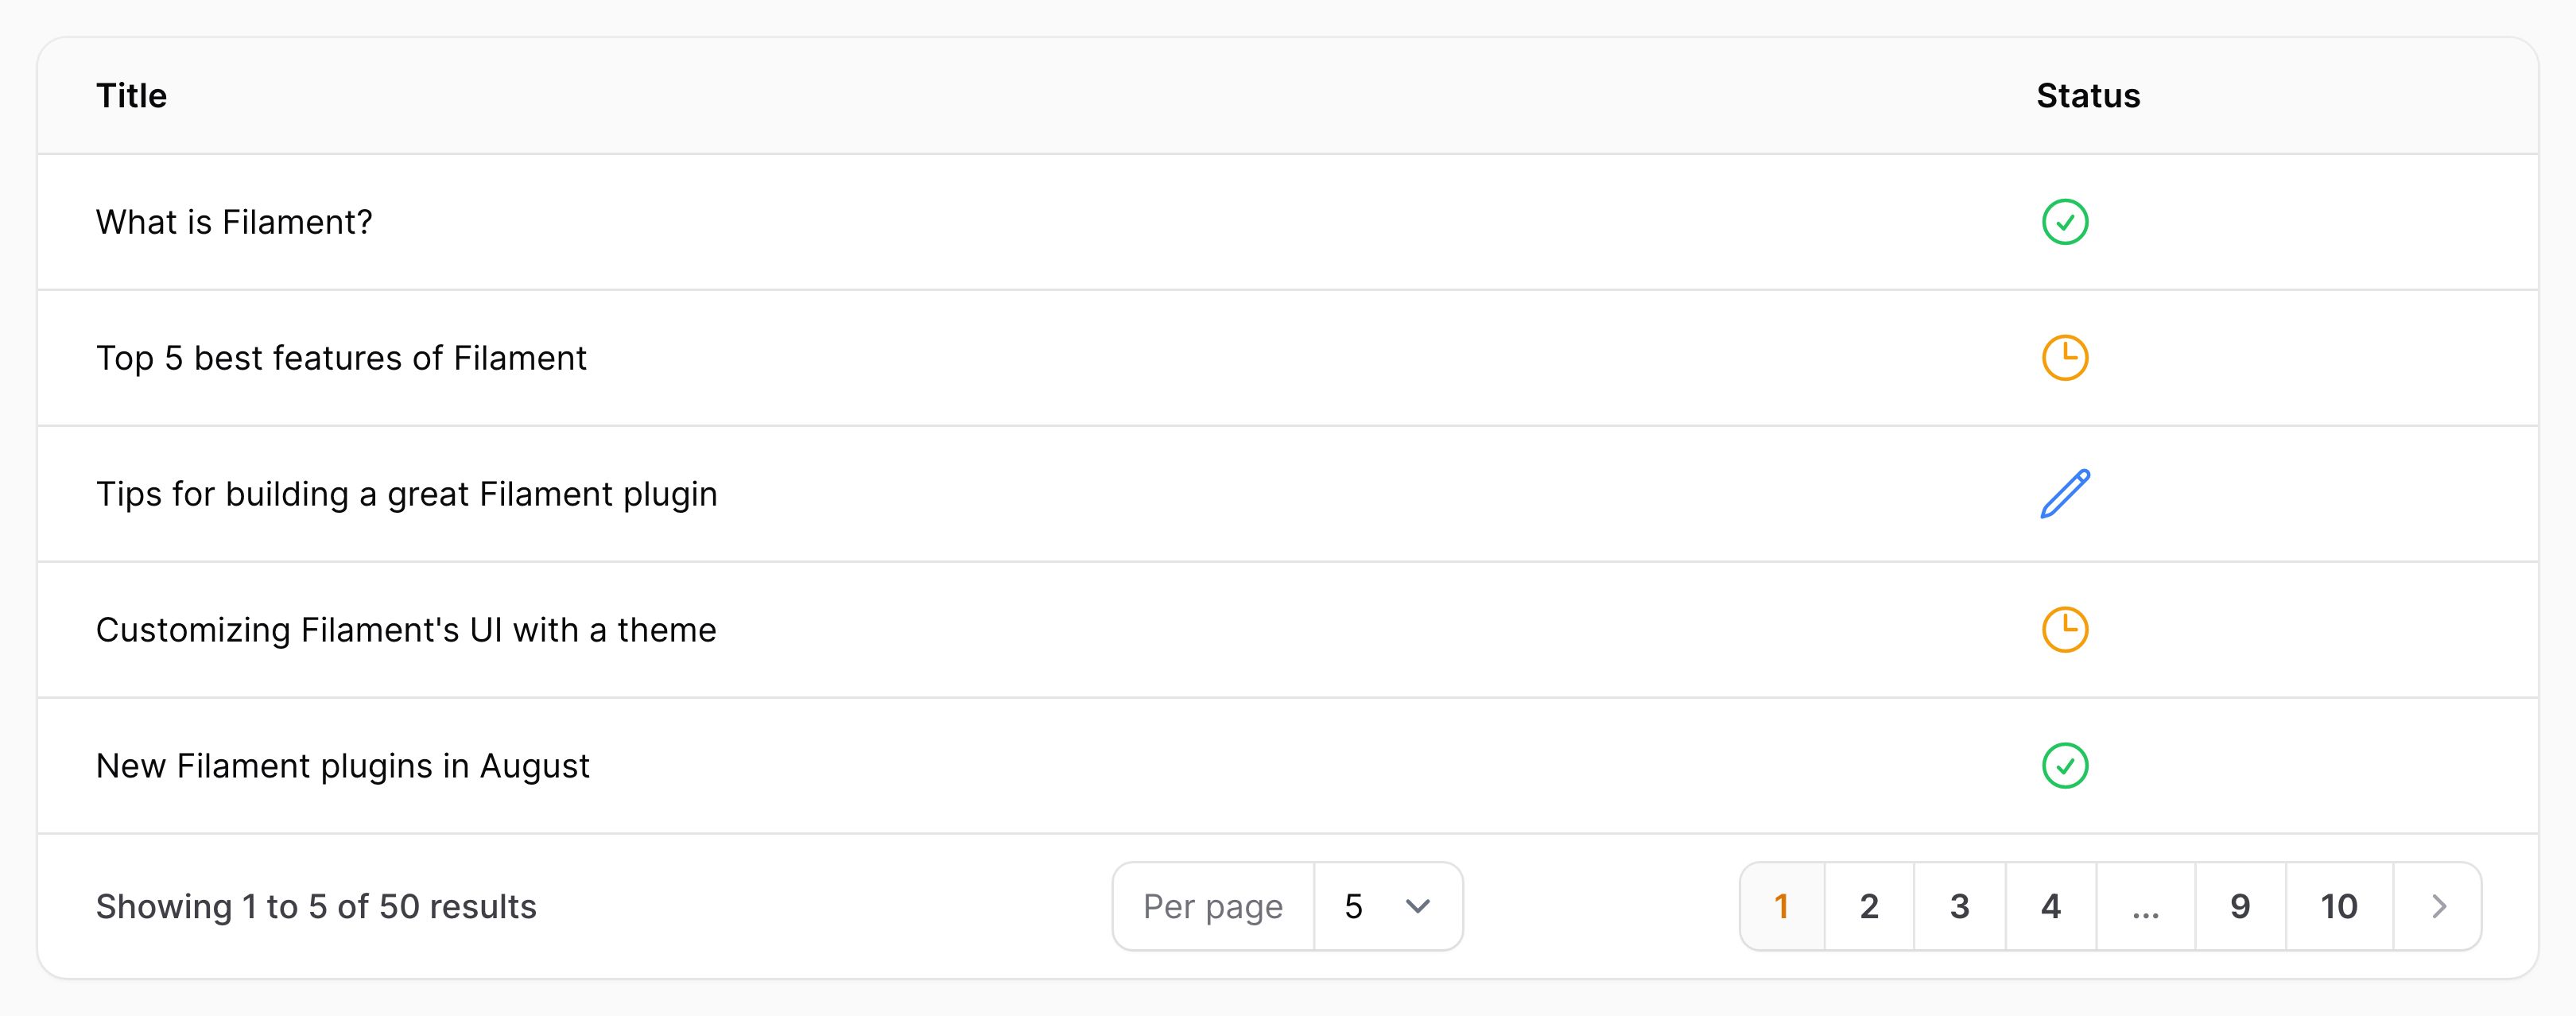 Title Status
What is Filament?
Top 5 best features of Filament
Tips for building a great Filament plugin
Customizing Filament's UI with a theme
New Filament plugins in August
Showing 1 to 5 of 50 results Per page 5 1 2 3 4 ... 9 10